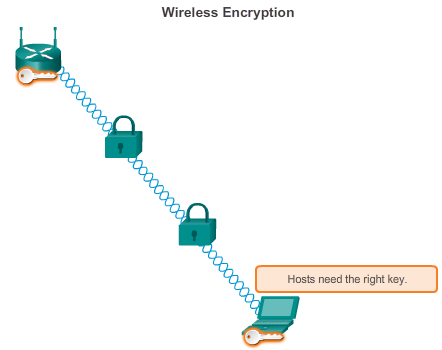 Wireless Encryption
Hosts need the right key.